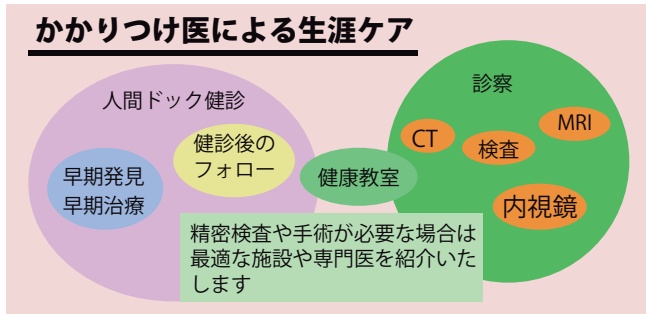 かかりつけ医による生涯ケア
人間ドック健診
健診後の
フォロー
早期発見
早期治療
健康教室
診察
CT
検査
MRI
内視鏡
精密検査や手術が必要な場合は
最適な施設や専門医を紹介いた
します